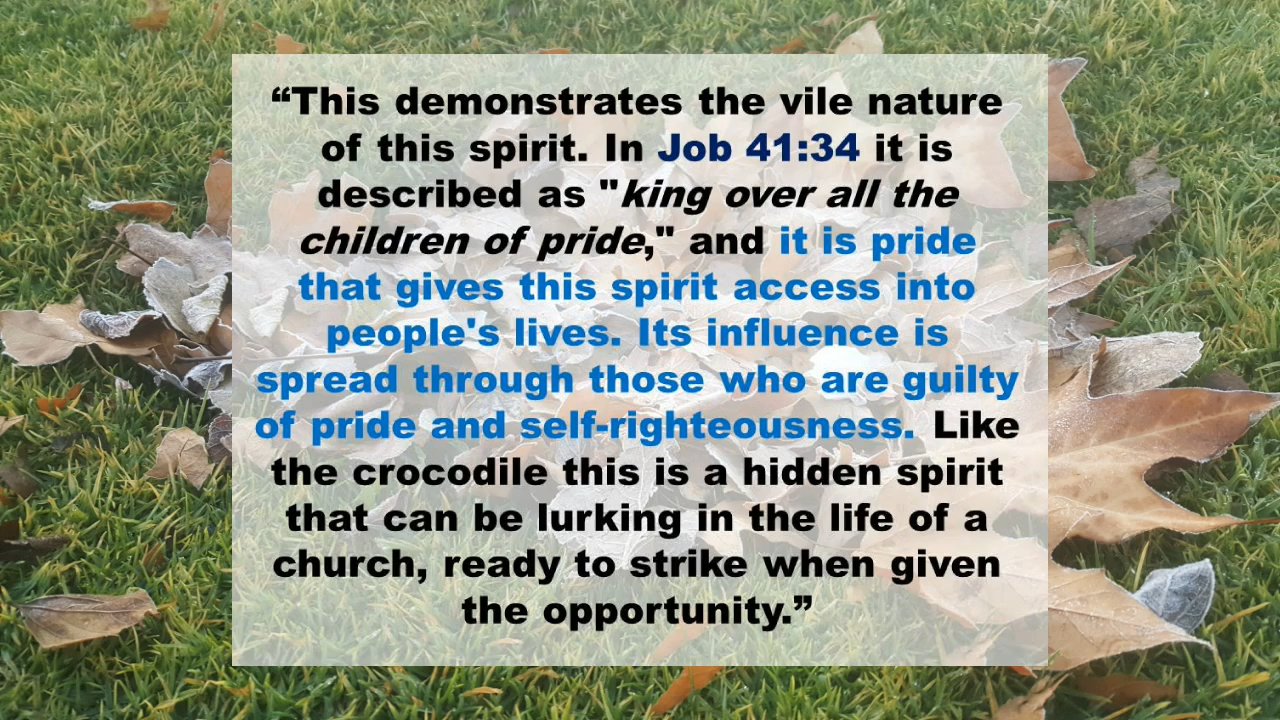 “This demonstrates the vile nature
of this spirit. In Job 41:34 it is
described as "king over all the
children of pride," and it is pride
that gives this spirit access into
people's lives. Its influence is
spread through those who are guilty
of pride and self-righteousness. Like
the crocodile this is a hidden spirit
that can be lurking in the life of a
church, ready to strike when given
the opportunity.”